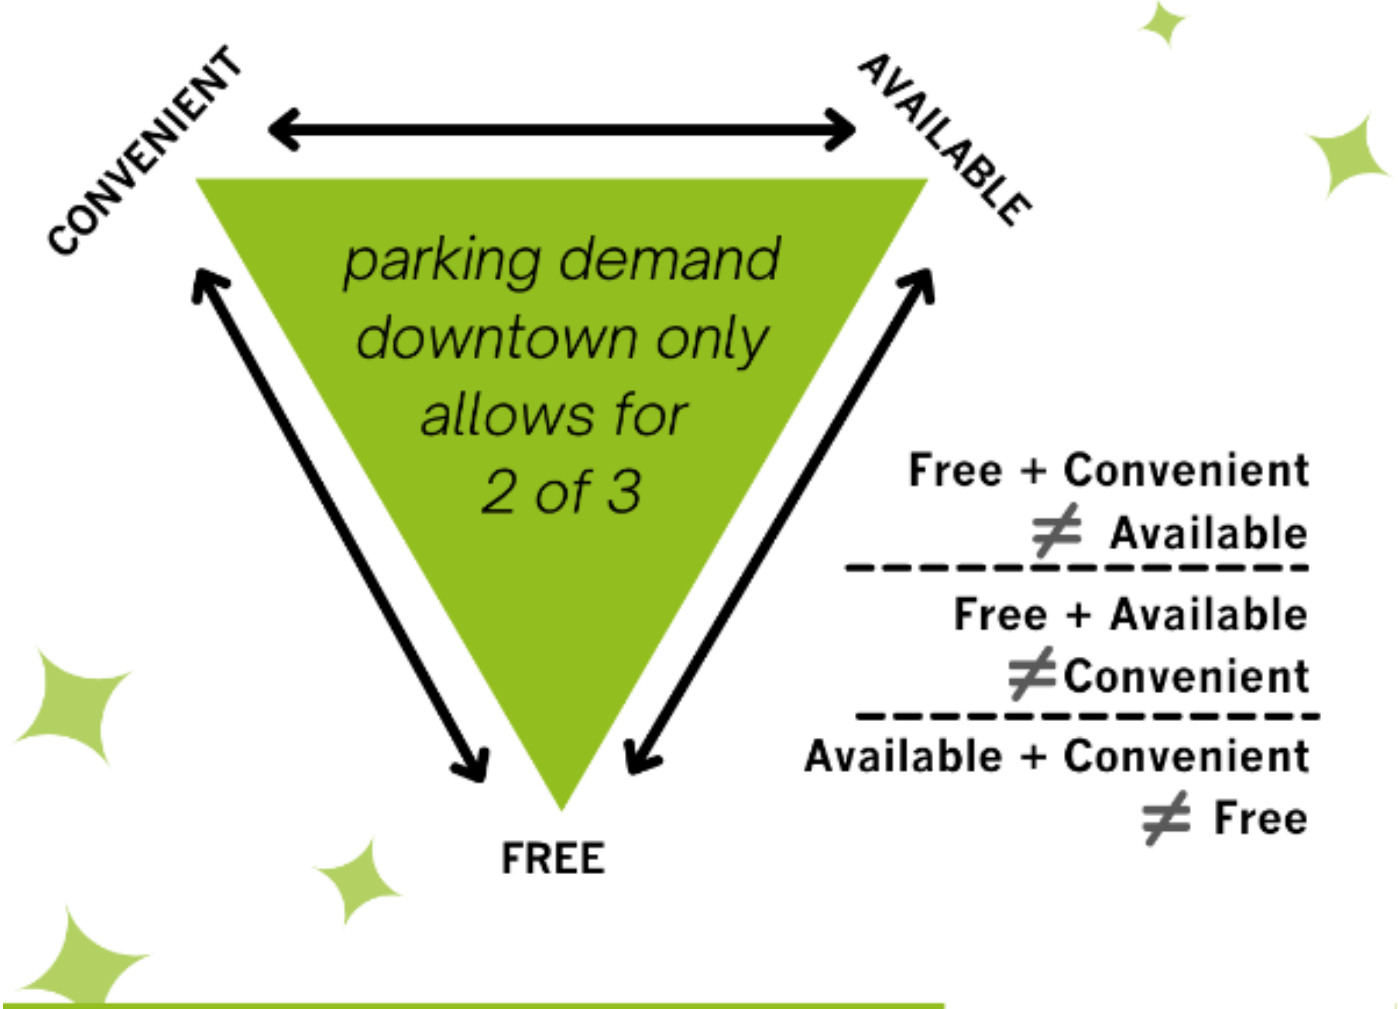 CONVENIENT
AVAILABLE
parking demand
downtown only
allows for
2 of 3
FREE
Free + Convenient
≠ Available
Free + Available
≠ Convenient
Available + Convenient
≠ Free